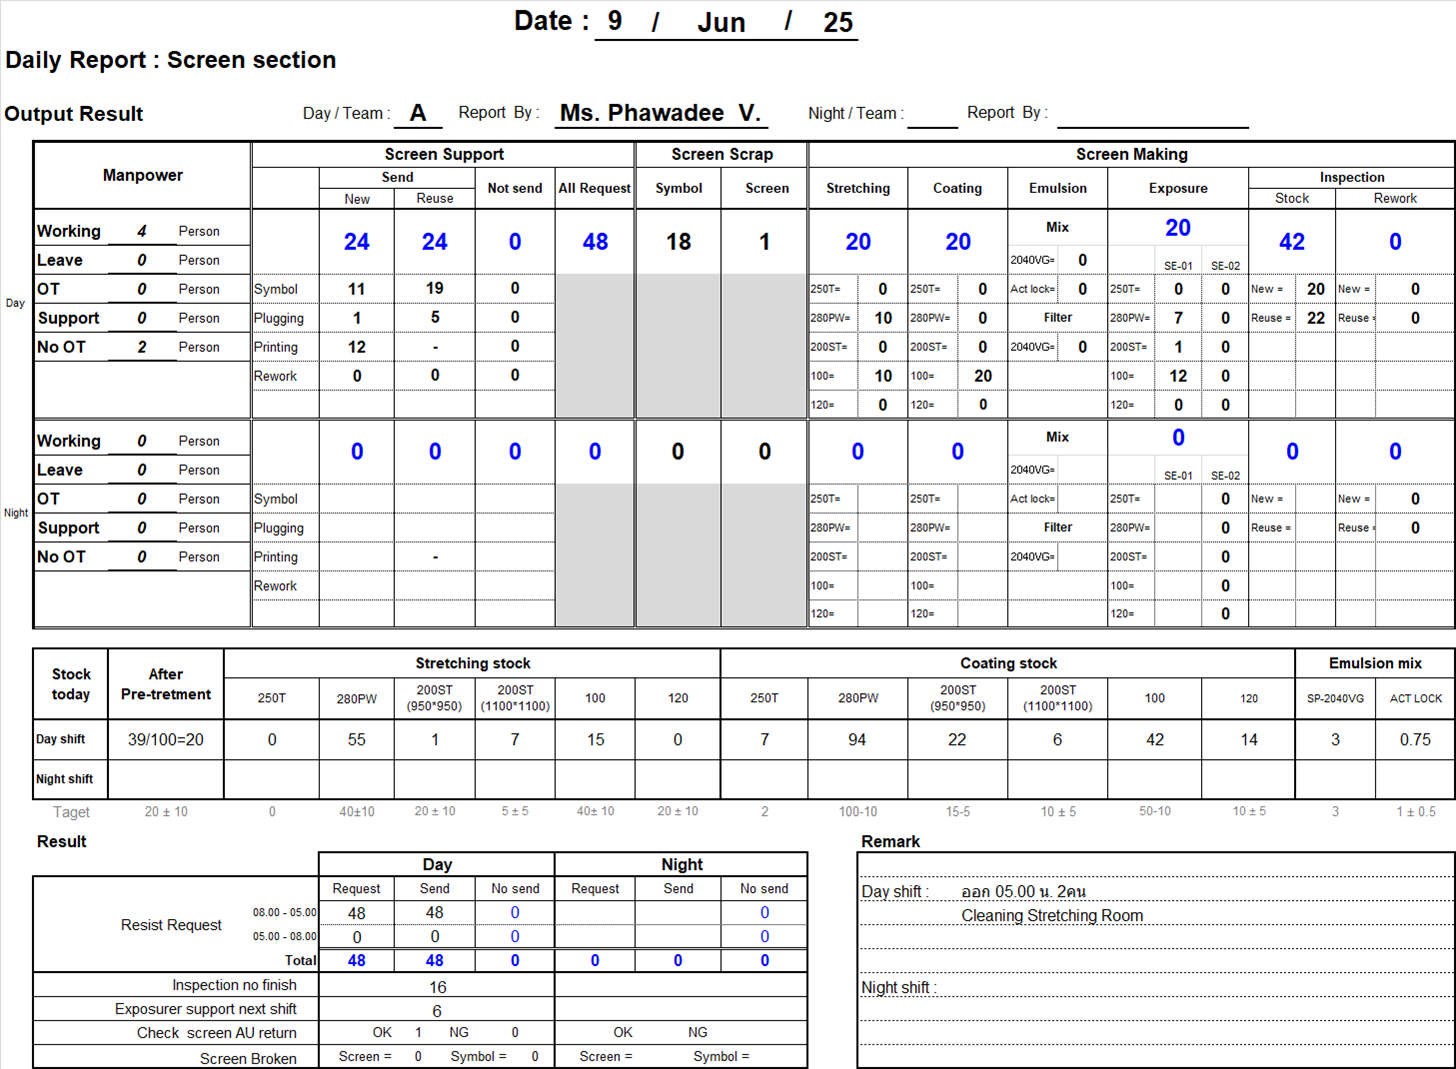 Date : 9 / Jun / 25
Daily Report : Screen section
Output Result Day / Team : A Report By : Ms. Phawadee V. Night / Team : Report By :
Manpower Screen Support Screen Scrap Screen Making
Send Not send All Request Symbol Screen Stretching Coating Emulsion Exposure Inspection
New Reuse Stock Rework
Day
Working 4 Person 24 24 0 48 18 1 20 20 Mix 20 42 0
Leave 0 Person 2040VG= 0 SE-01 SE-02
OT 0 Person Symbol 11 19 0 250T= 0 250T= 0 Act lock= 0 250T= 0 0 New = 20 New = 0
Support 0 Person Plugging 1 5 0 280PW= 10 280PW= 0 Filter 280PW= 7 0 Reuse = 22 Reuse = 0
No OT 2 Person Printing 12 - 0 200ST= 0 200ST= 0 2040VG= 0 200ST= 1 0
Rework 0 0 0 100= 10 100= 20 100= 12 0
120= 0 120= 0 120= 0 0
Night
Working 0 Person 0 0 0 0 0 0 0 0 Mix 0 0 0
Leave 0 Person 2040VG= SE-01 SE-02
OT 0 Person Symbol 250T= 250T= Act lock= 250T= 0 New = New = 0
Support 0 Person Plugging 280PW= 280PW= Filter 280PW= 0 Reuse = Reuse = 0
No OT 0 Person Printing - 200ST= 200ST= 2040VG= 200ST= 0
Rework 100= 100= 100= 0
120= 120= 120= 0
Stock today After Pre-tretment Stretching stock Coating stock Emulsion mix
250T 280PW 200ST (950*950) 200ST (1100*1100) 100 120 250T 280PW 200ST (950*950) 200ST (1100*1100) 100 120 SP-2040VG ACT LOCK
Day shift 39/100=20 0 55 1 7 15 0 7 94 22 6 42 14 3 0.75
Night shift
Taget 20 ± 10 0 40±10 20 ± 10 5 ± 5 40± 10 20 ± 10 2 100-10 15-5 10 ± 5 50-10 10 ± 5 3 1 ± 0.5
Result
Day Night
Request Send No send Request Send No send
Resist Request
08.00 - 05.00 48 48 0 0
05.00 - 08.00 0 0 0 0
Total 48 48 0 0 0 0
Inspection no finish 16
Exposurer support next shift 6
Check screen AU return OK 1 NG 0 OK NG
Screen Broken Screen = 0 Symbol = 0 Screen = Symbol =
Remark
Day shift : ออก 05.00 น. 2คน
Cleaning Stretching Room
Night shift :